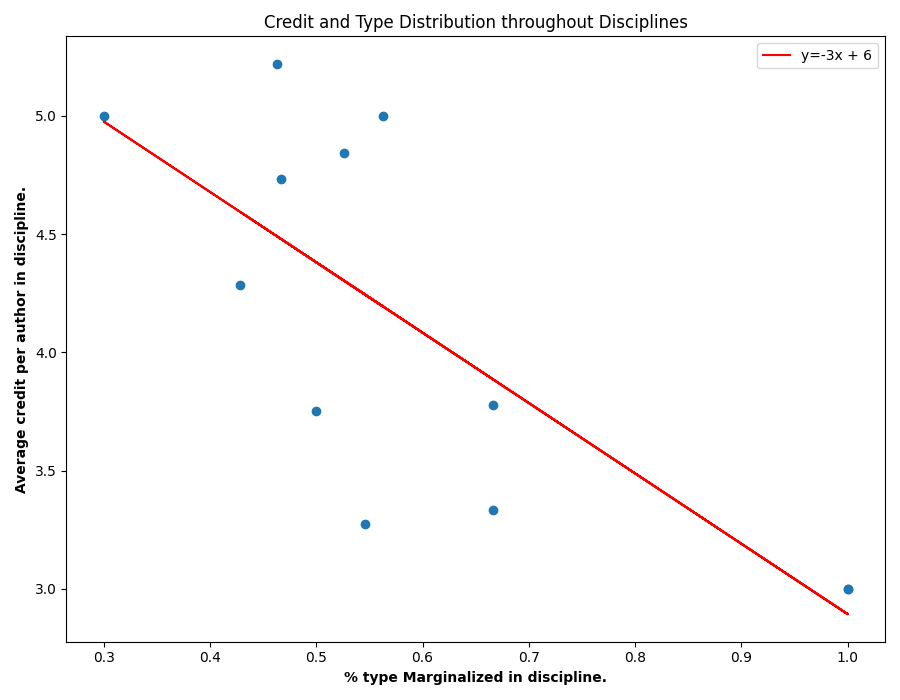 Credit and Type Distribution throughout Disciplines
y=-3x + 6
Average credit per author in discipline.
5.0
4.5
4.0
3.5
3.0
0.3 0.4 0.5 0.6 0.7 0.8 0.9 1.0
% type Marginalized in discipline.